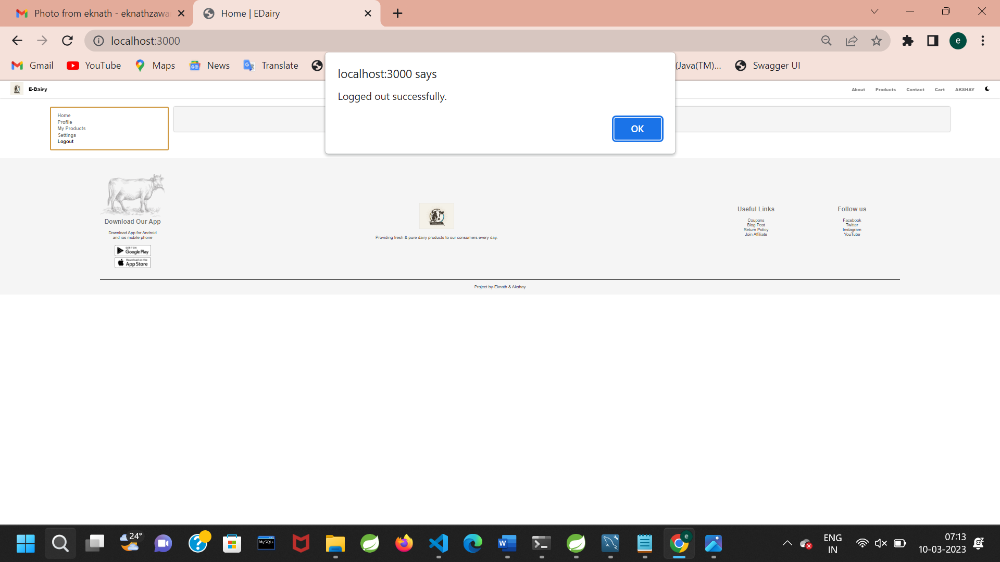 Photo from eknath - eknathzawa
Home | EDairy
localhost:3000
e
Gmail
YouTube
Maps
News
Translate
(Java(TM)...
Swagger UI
localhost:3000 says
Logged out successfully.
OK
E-Dairy
About
Products
Contact
Cart
AKSHAY
Home
Profile
My Products
Settings
Logout
Download Our App
Download App for Android
and ios mobile phone
GET IT ON
Google Play
Download on the
App Store
Providing fresh & pure dairy products to our consumers every day.
Useful Links
Coupons
Blog Post
Return Policy
Join Affiliate
Follow us
Facebook
Twitter
Instagram
YouTube
Project by-Eknath & Akshay
24°
MySQL>
W
e
ENG
IN
07:13
10-03-2023